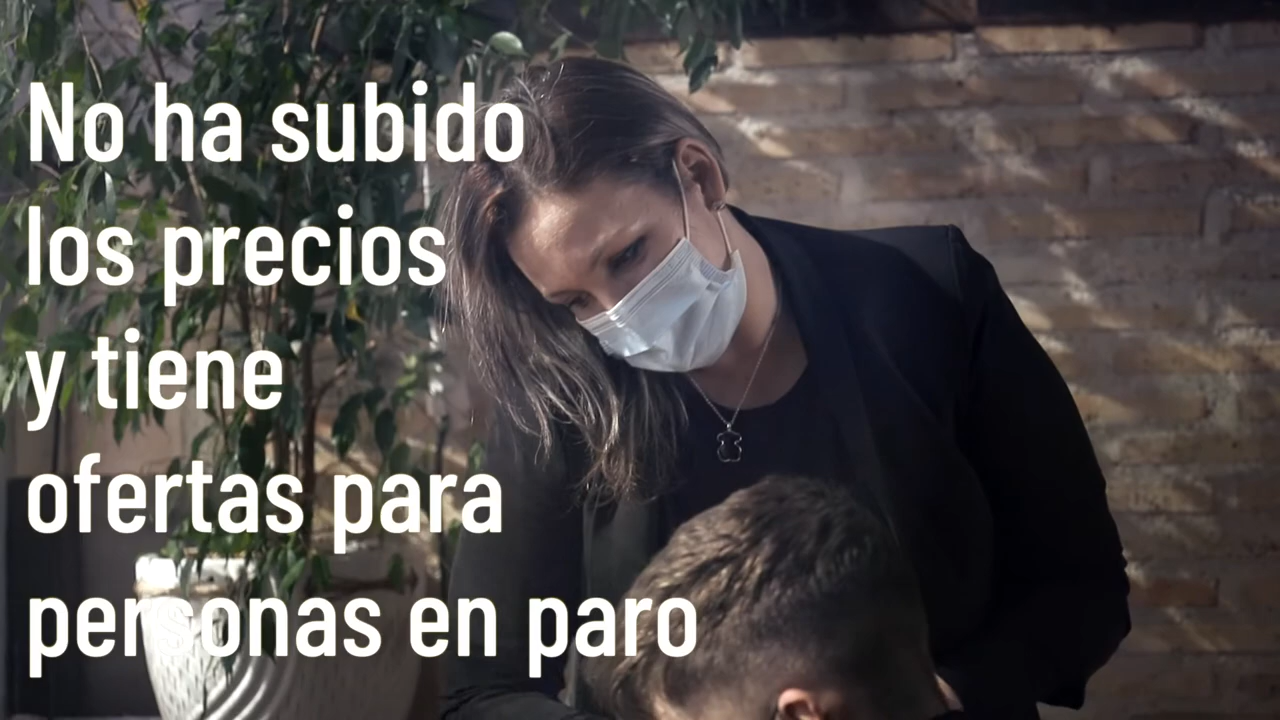 No ha subido
los precios
y tiene
ofertas para
personas en paro